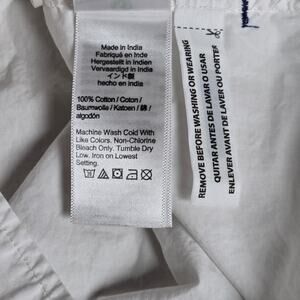 Made in India
Fabriqué en Inde
Hergestellt in Indien
Vervaardigd in India
インド製
hecho en india
100% Cotton / Coton /
Baumwolle / Katoen / 綿 /
algodón
Machine Wash Cold With
Like Colors. Non-Chlorine
Bleach Only. Tumble Dry
Low. Iron on Lowest
Setting.
REMOVE BEFORE WASHING OR WEARING
QUITAR ANTES DE LAVAR O USAR
ENLEVER AVANT DE LAVER OU PORTER